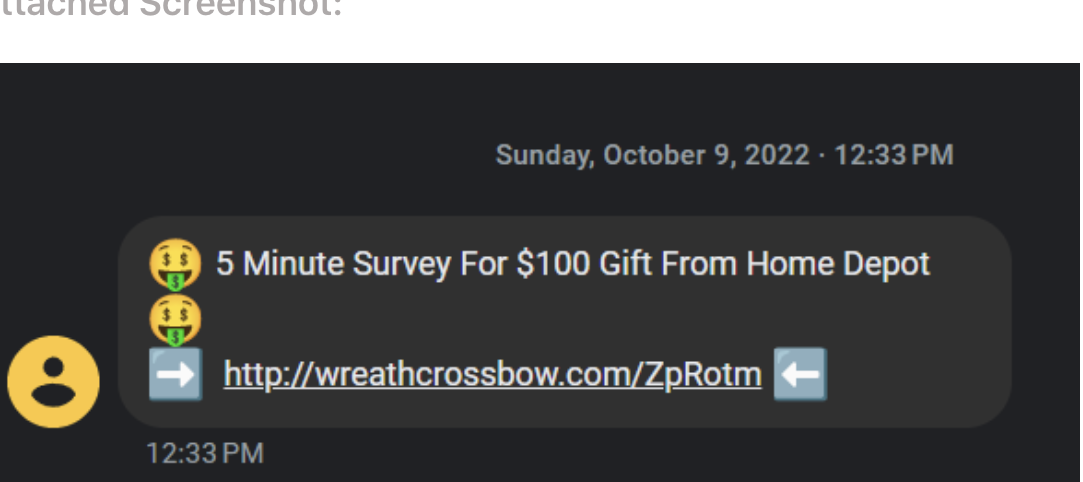 ttached Screenshot:
Sunday, October 9, 2022 · 12:33 PM
🤑 5 Minute Survey For $100 Gift From Home Depot
🤑
➡️ http://wreathcrossbow.com/ZpRotm ⬅️
12:33 PM